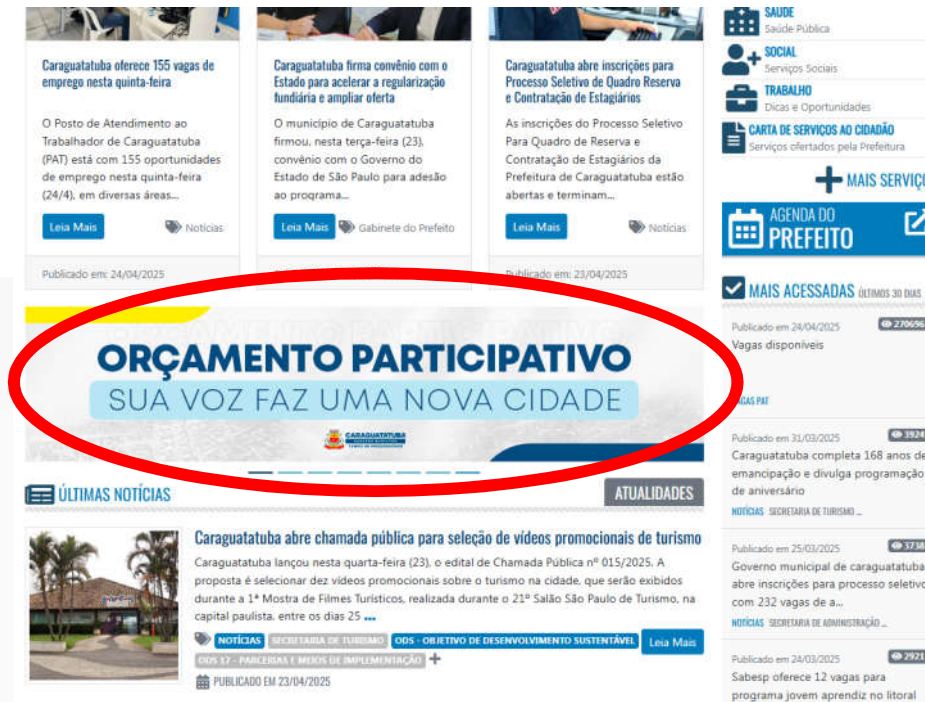 Caraguatatuba oferece 155 vagas de
emprego nesta quinta-feira
O Posto de Atendimento ao
Trabalhador de Caraguatatuba
(PAT) está com 155 oportunidades
de emprego nesta quinta-feira
(24/4), em diversas áreas...
Leia Mais
Notícias
Publicado em: 24/04/2025
Caraguatatuba firma convênio com o
Estado para acelerar a regularização
fundiária e ampliar oferta
O município de Caraguatatuba
firmou, nesta terça-feira (23),
convênio com o Governo do
Estado de São Paulo para adesão
ao programa...
Leia Mais
Gabinete do Prefeito
Caraguatatuba abre inscrições para
Processo Seletivo de Quadro Reserva
e Contratação de Estagiários
As inscrições do Processo Seletivo
Para Quadro de Reserva e
Contratação de Estagiários da
Prefeitura de Caraguatatuba estão
abertas e terminam...
Leia Mais
Notícias
Publicado em: 23/04/2025
ORÇAMENTO PARTICIPATIVO
SUA VOZ FAZ UMA NOVA CIDADE
CARAGUATATUBA
ÚLTIMAS NOTÍCIAS
ATUALIDADES
Caraguatatuba abre chamada pública para seleção de vídeos promocionais de turismo
Caraguatatuba lançou nesta quarta-feira (23), o edital de Chamada Pública nº 015/2025. A
proposta é selecionar dez vídeos promocionais sobre o turismo na cidade, que serão exibidos
durante a 1ª Mostra de Filmes Turísticos, realizada durante o 21º Salão São Paulo de Turismo, na
capital paulista, entre os dias 25 ...
NOTÍCIAS SECRETARIA DE TURISMO ODS - OBJETIVO DE DESENVOLVIMENTO SUSTENTÁVEL Leia Mais
ODS 17 - PARCERIAS E MEIOS DE IMPLEMENTAÇÃO
PUBLICADO EM 23/04/2025
SAÚDE
Saúde Pública
SOCIAL
Serviços Sociais
TRABALHO
Dicas e Oportunidades
CARTA DE SERVIÇOS AO CIDADÃO
Serviços ofertados pela Prefeitura
MAIS SERVIÇO
AGENDA DO
PREFEITO
MAIS ACESSADAS ÚLTIMOS 30 DIAS
Publicado em 24/04/2025 270696
Vagas disponíveis
PAT
Publicado em 31/03/2025 3924
Caraguatatuba completa 168 anos de
emancipação e divulga programação
de aniversário
NOTÍCIAS SECRETARIA DE TURISMO ...
Publicado em 25/03/2025 3738
Governo municipal de caraguatatuba
abre inscrições para processo seletivo
com 232 vagas de a...
NOTÍCIAS SECRETARIA DE ADMINISTRAÇÃO ...
Publicado em 24/03/2025 2921
Sabesp oferece 12 vagas para
programa jovem aprendiz no litoral